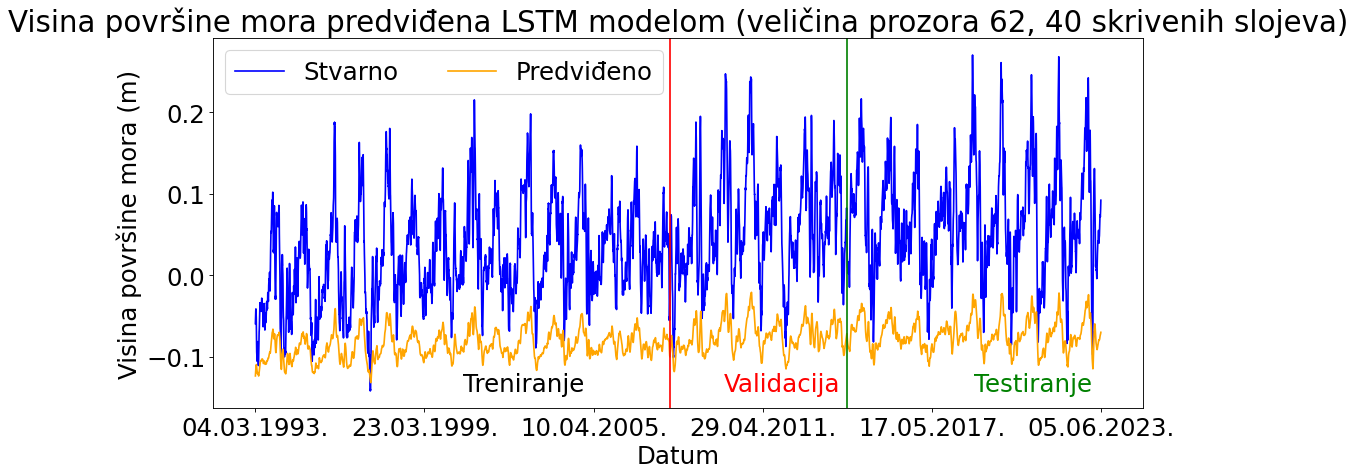 Visina površine mora predviđena LSTM modelom (veličina prozora 62, 40 skrivenih slojeva)
Stvarno Predviđeno
Visina površine mora (m)
0.2
0.1
0.0
−0.1
Treniranje Validacija Testiranje
04.03.1993. 23.03.1999. 10.04.2005. 29.04.2011. 17.05.2017. 05.06.2023.
Datum